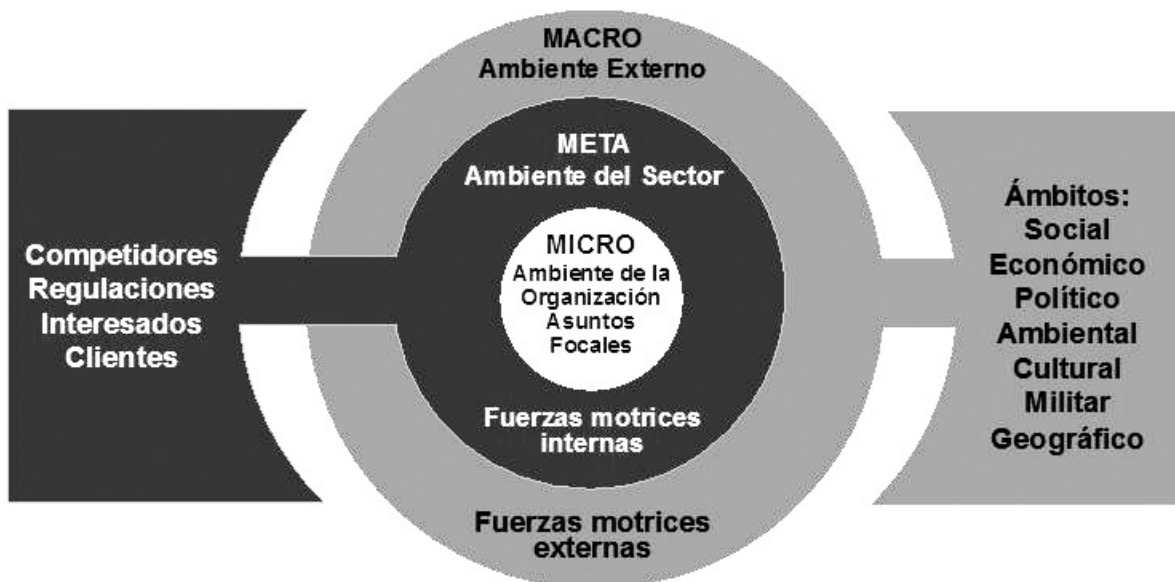 MACRO
Ambiente Externo
META
Ambiente del Sector
MICRO
Ambiente de la
Organización
Asuntos
Focales
Fuerzas motrices
internas
Fuerzas motrices
externas
Competidores
Regulaciones
Interesados
Clientes
Ámbitos:
Social
Económico
Político
Ambiental
Cultural
Militar
Geográfico